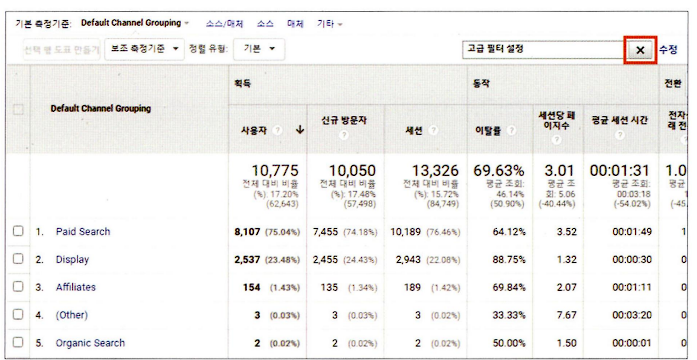 기본 측정기준: Default Channel Grouping 소스/매체 소스 매체 기타
선택 행 도표 만들기 보조 측정기준 정렬 유형: 기본 고급 필터 설정 × 수정
획득 동작 전환
Default Channel Grouping
사용자 ? ↓ 신규 방문자 ? 세션 ? 이탈률 ? 세션당 페이지수 ? 평균 세션 시간 ?
10,775 10,050 13,326 69.63% 3.01 00:01:31 1.0
전체 대비 비율 전체 대비 비율 전체 대비 비율 평균 조회: 평균 조 평균 조회: 평균
(%): 17.20% (%): 17.48% (%): 15.72% 46.14% 회: 5.06 00:03:18
(62,643) (57,498) (84,749) (50.90%) (-40.44%) (-54.02%) (-45.
1. Paid Search 8,107 (75.04%) 7,455 (74.18%) 10,189 (76.46%) 64.12% 3.52 00:01:49 1
2. Display 2,537 (23.48%) 2,455 (24.43%) 2,943 (22.08%) 88.75% 1.32 00:00:30 0
3. Affiliates 154 (1.43%) 135 (1.34%) 189 (1.42%) 69.84% 2.07 00:01:11 0
4. (Other) 3 (0.03%) 3 (0.03%) 3 (0.02%) 33.33% 7.67 00:03:20 0
5. Organic Search 2 (0.02%) 2 (0.02%) 2 (0.02%) 50.00% 1.50 00:00:01 0